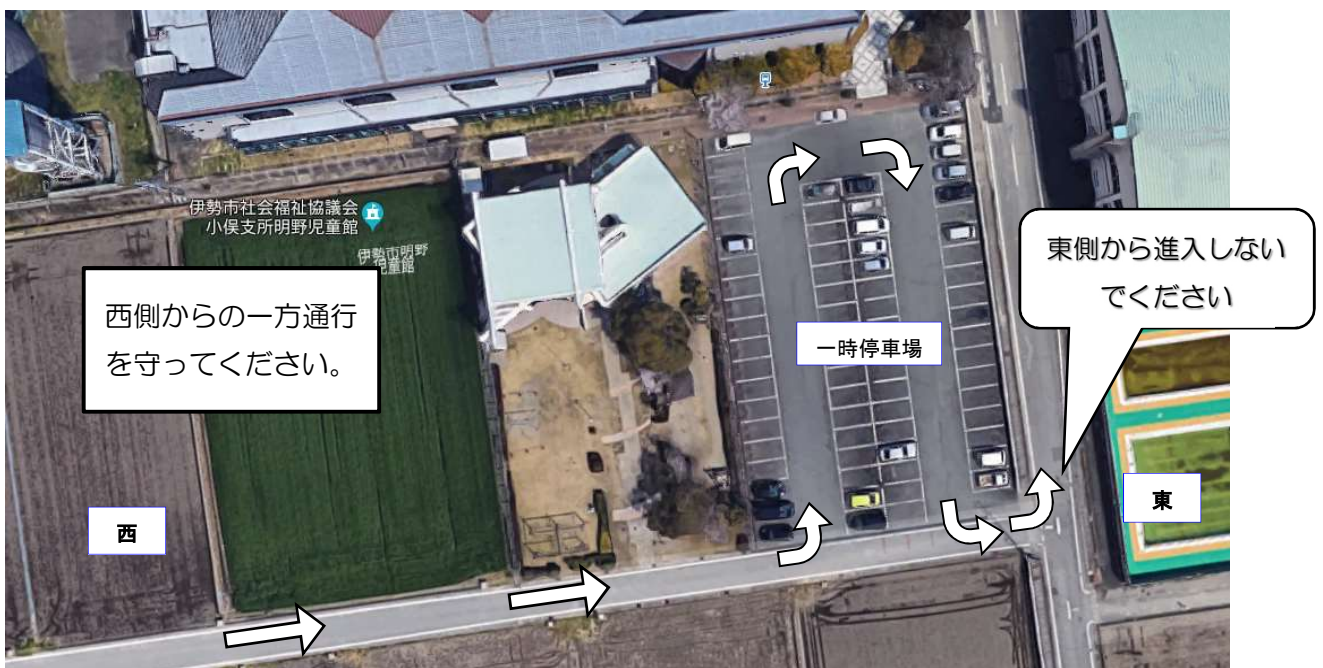 伊勢市社会福祉協議会
小俣支所明野児童館
伊勢市明野
児童館
西側からの一方通行
を守ってください。
一時停車場
東側から進入しない
でください
西
東